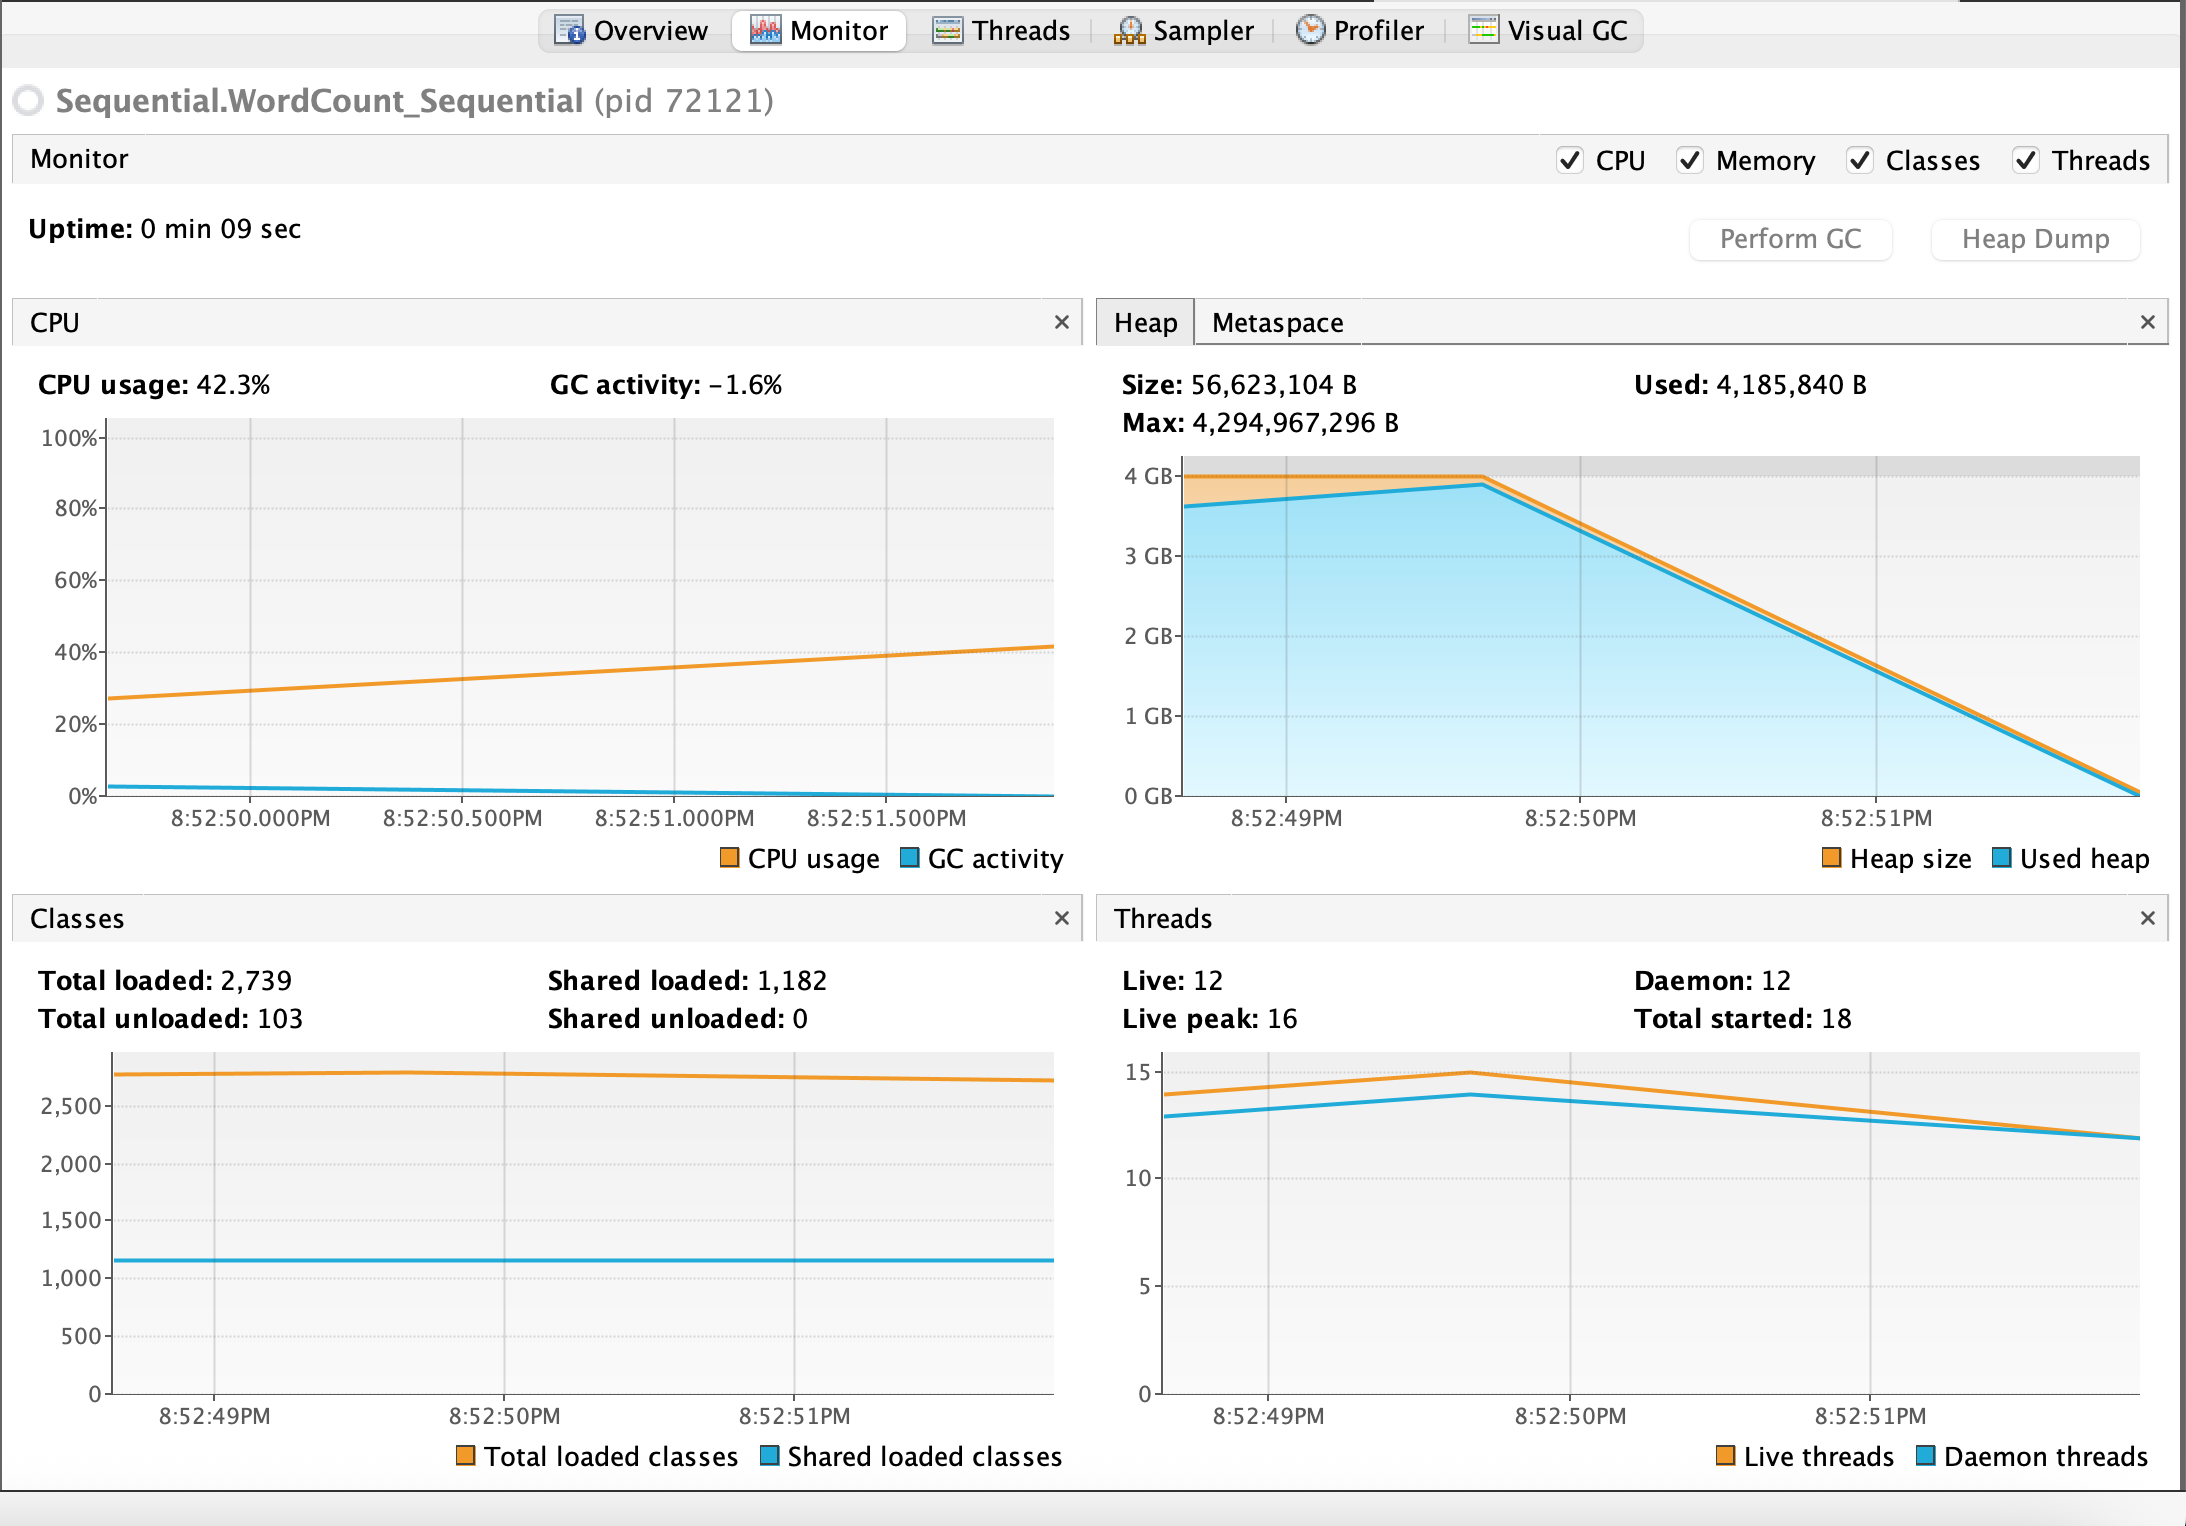 Overview Monitor Threads Sampler Profiler Visual GC
Sequential.WordCount_Sequential (pid 72121)
Monitor CPU Memory Classes Threads
Uptime: 0 min 09 sec
Perform GC Heap Dump
CPU
CPU usage: 42.3% GC activity: −1.6%
100%
80%
60%
40%
20%
0%
8:52:50.000PM 8:52:50.500PM 8:52:51.000PM 8:52:51.500PM
CPU usage GC activity
Heap Metaspace
Size: 56,623,104 B Used: 4,185,840 B
Max: 4,294,967,296 B
4 GB
3 GB
2 GB
1 GB
0 GB
8:52:49PM 8:52:50PM 8:52:51PM
Heap size Used heap
Classes
Total loaded: 2,739 Shared loaded: 1,182
Total unloaded: 103 Shared unloaded: 0
2,500
2,000
1,500
1,000
500
0
8:52:49PM 8:52:50PM 8:52:51PM
Total loaded classes Shared loaded classes
Threads
Live: 12 Daemon: 12
Live peak: 16 Total started: 18
15
10
5
0
8:52:49PM 8:52:50PM 8:52:51PM
Live threads Daemon threads